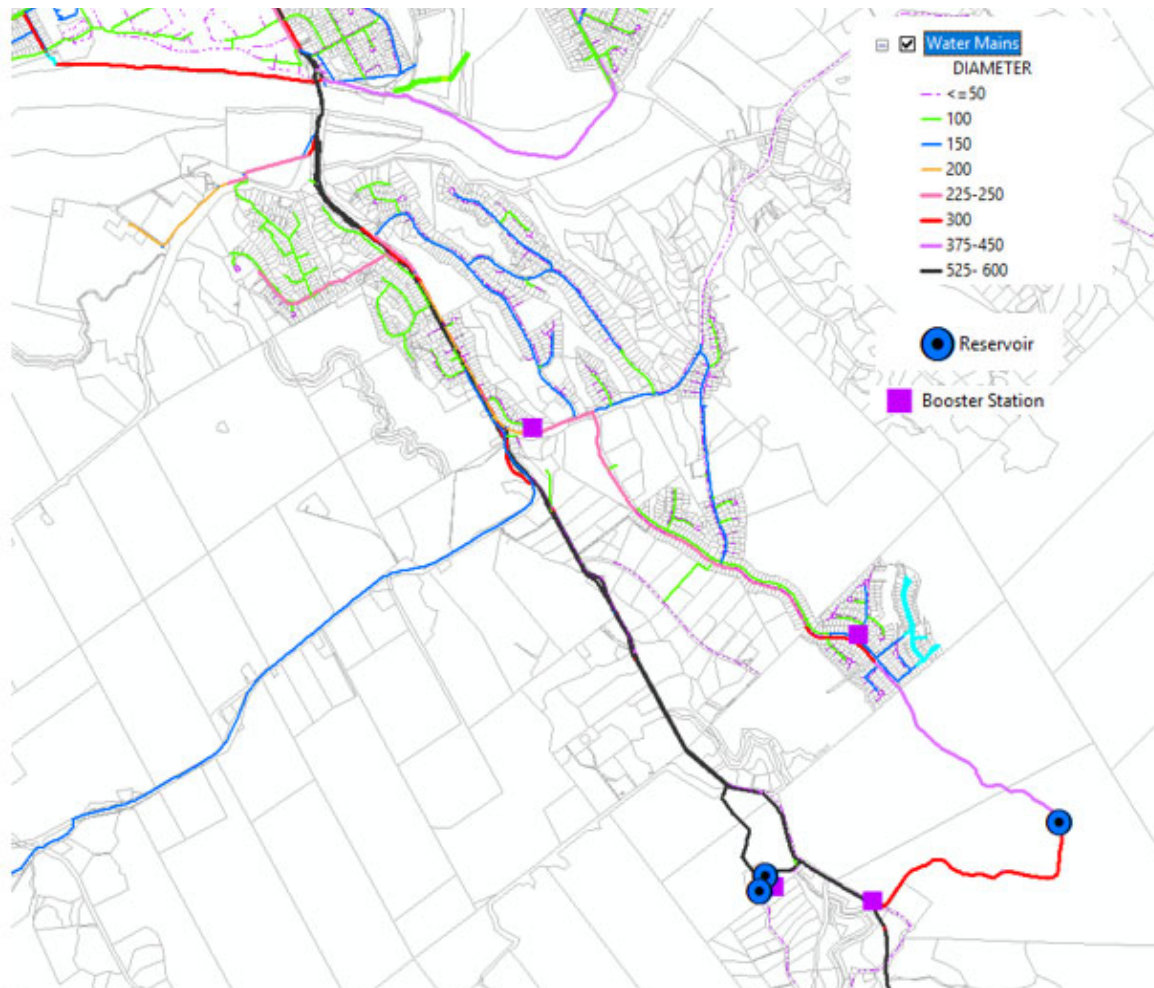 Water Mains
DIAMETER
<=50
100
150
200
225-250
300
375-450
525- 600
Reservoir
Booster Station